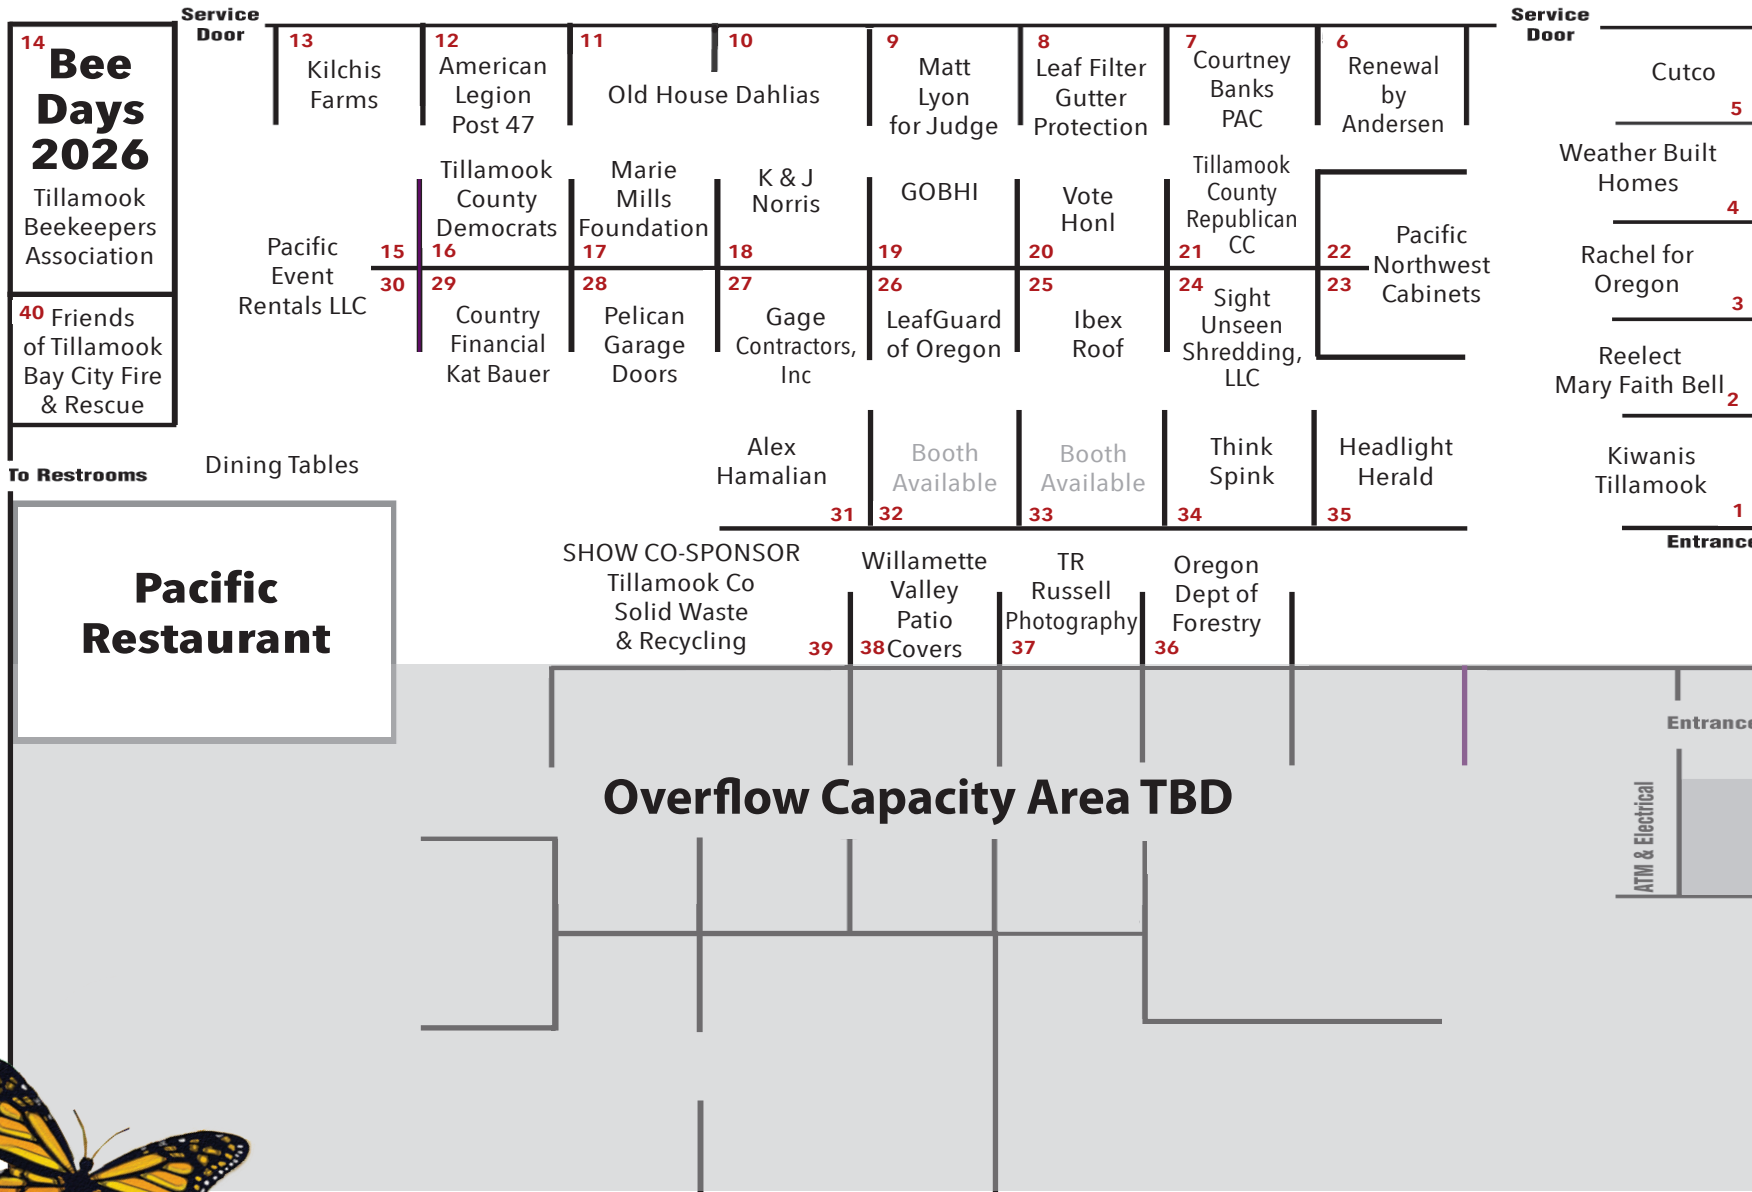 Service
Door
Service
Door
14
Bee
Days
2026
Tillamook
Beekeepers
Association
40
Friends
of Tillamook
Bay City Fire
& Rescue
13
Kilchis
Farms
12
American
Legion
Post 47
11
10
Old House Dahlias
9
Matt
Lyon
for Judge
8
Leaf Filter
Gutter
Protection
7
Courtney
Banks
PAC
6
Renewal
by
Andersen
Cutco
5
Weather Built
Homes
4
Rachel for
Oregon
3
Reelect
Mary Faith Bell
2
Kiwanis
Tillamook
1
Entrance
Pacific
Event
Rentals LLC
15
30
Tillamook
County
Democrats
16
Marie
Mills
Foundation
17
K & J
Norris
18
GOBHI
19
Vote
Honl
20
Tillamook
County
Republican
CC
21
22
Pacific
Northwest
Cabinets
23
29
Country
Financial
Kat Bauer
28
Pelican
Garage
Doors
27
Gage
Contractors,
Inc
26
LeafGuard
of Oregon
25
Ibex
Roof
24
Sight
Unseen
Shredding,
LLC
To Restrooms
Dining Tables
Alex
Hamalian
31
Booth
Available
32
Booth
Available
33
Think
Spink
34
Headlight
Herald
35
Pacific
Restaurant
SHOW CO-SPONSOR
Tillamook Co
Solid Waste
& Recycling
39
Willamette
Valley
Patio
Covers
38
TR
Russell
Photography
37
Oregon
Dept of
Forestry
36
Entrance
Overflow Capacity Area TBD
ATM & Electrical